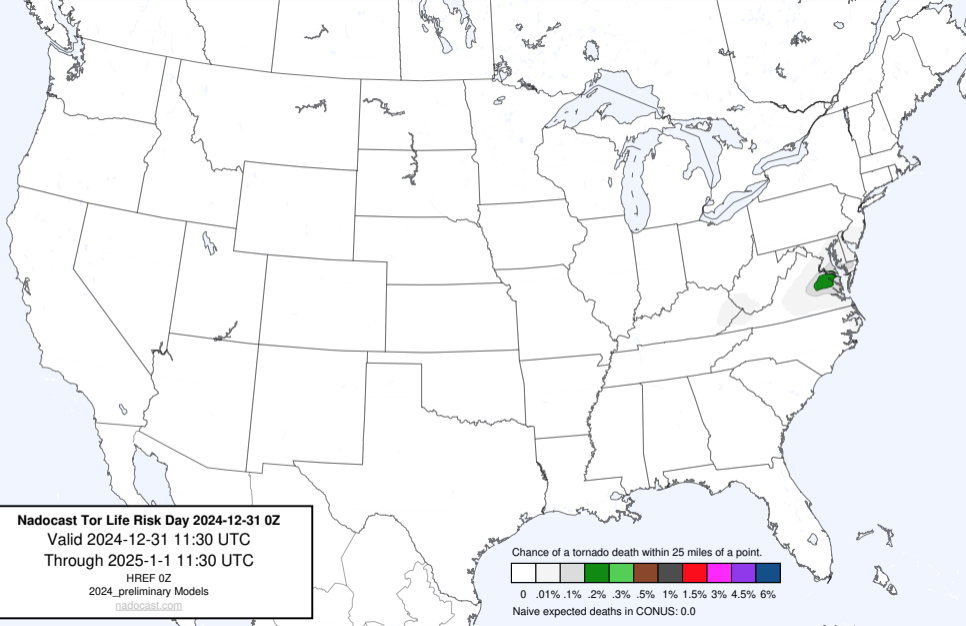 Nadocast Tor Life Risk Day 2024-12-31 0Z
Valid 2024-12-31 11:30 UTC
Through 2025-1-1 11:30 UTC
HREF 0Z
2024_preliminary Models
nadocast.com
Chance of a tornado death within 25 miles of a point.
0 .01% .1% .2% .3% .5% 1% 1.5% 3% 4.5% 6%
Naive expected deaths in CONUS: 0.0